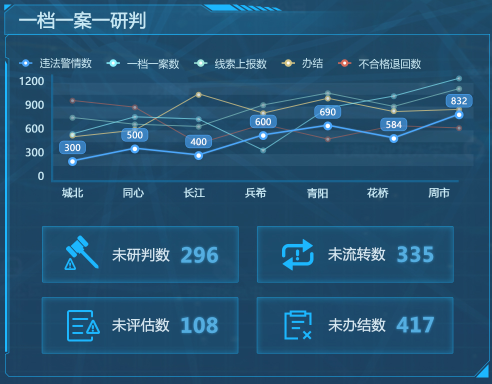 一档一案一研判
违法警情数 一档一案数 线索上报数 办结 不合格退回数
1200
900
600
300
0
300 500 400 600 690 584 832
城北 同心 长江 兵希 青阳 花桥 周市
未研判数 296 未流转数 335
未评估数 108 未办结数 417